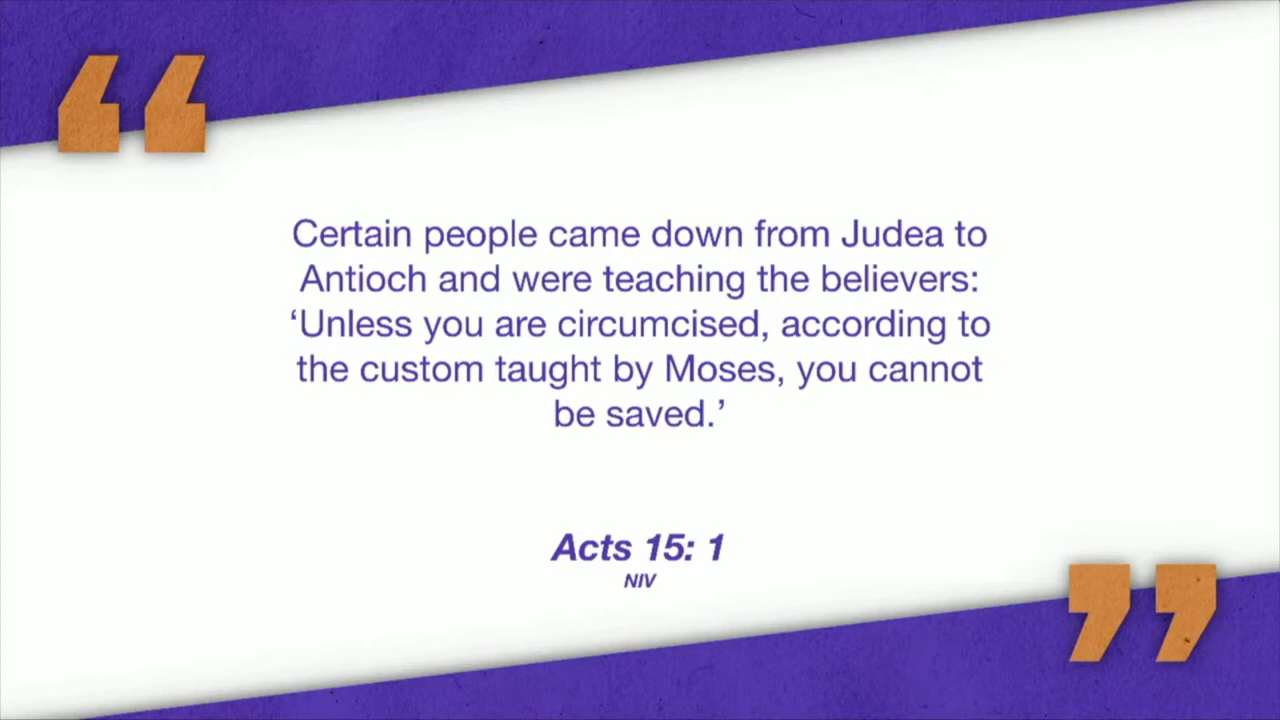 Certain people came down from Judea to
Antioch and were teaching the believers:
‘Unless you are circumcised, according to
the custom taught by Moses, you cannot
be saved.’
Acts 15: 1
NIV